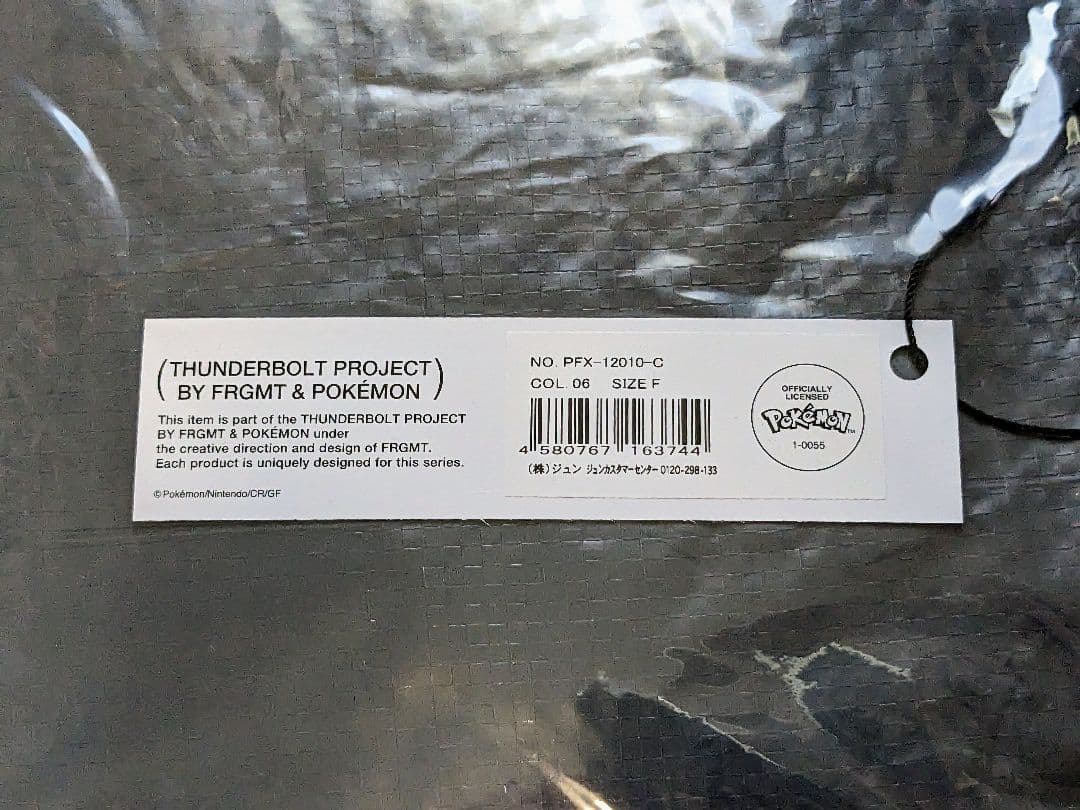 (THUNDERBOLT PROJECT
BY FRGMT & POKÉMON)
This item is part of the THUNDERBOLT PROJECT
BY FRGMT & POKÉMON under
the creative direction and design of FRGMT.
Each product is uniquely designed for this series.
©Pokémon/Nintendo/CR/GF
NO. PFX-12010-C
COL. 06 SIZE F
4 580767 163744
(株)ジュン ジュンカスタマーセンター 0120-298-133
OFFICIALLY
LICENSED
POKéMON™
1-0055